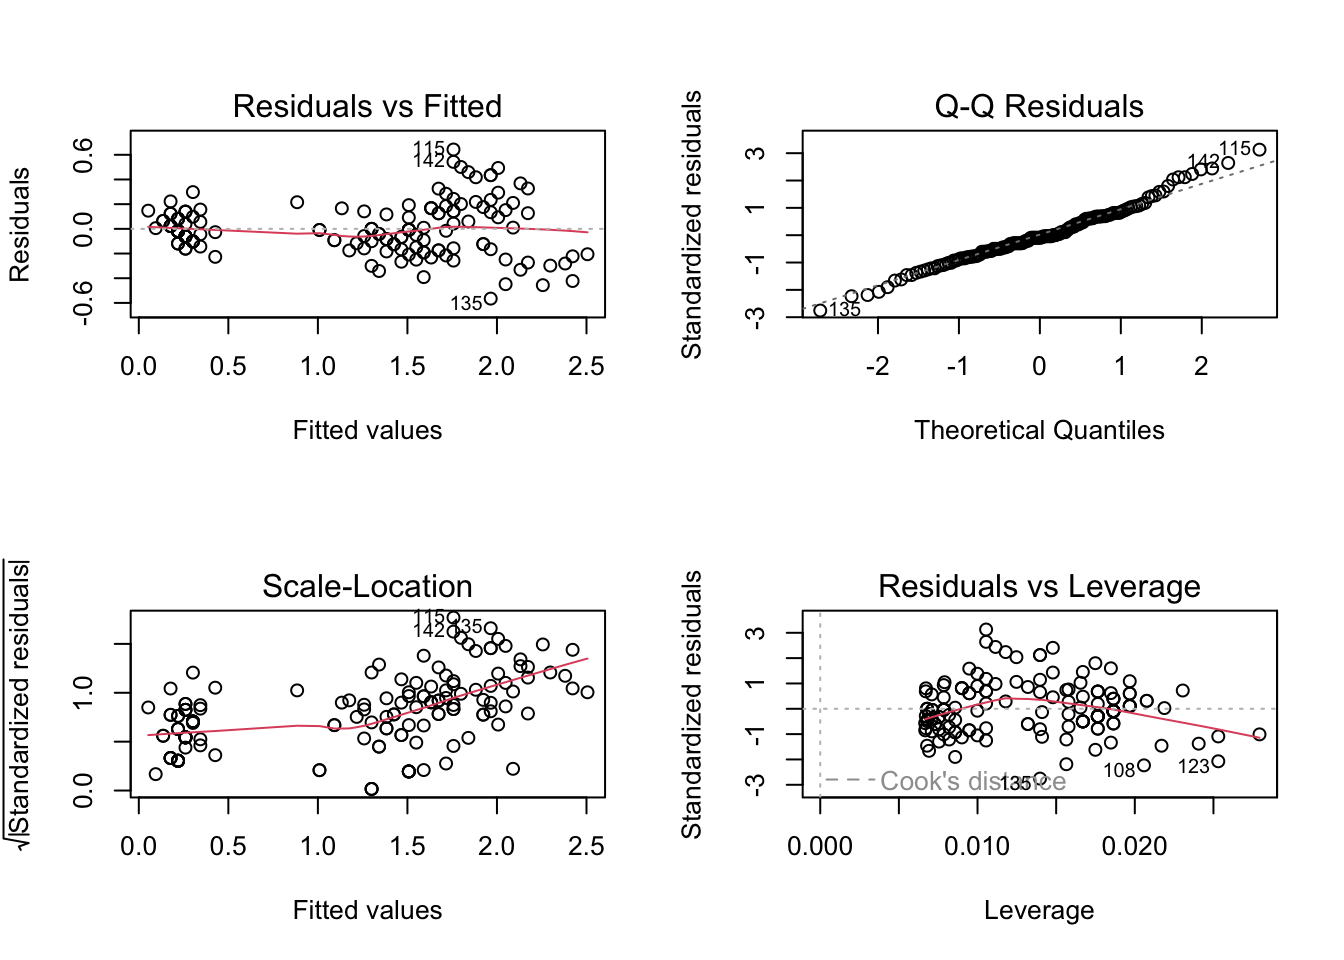 Residuals vs Fitted
Residuals
0.6
0.0
-0.6
115
142
135
0.0 0.5 1.0 1.5 2.0 2.5
Fitted values
Q-Q Residuals
Standardized residuals
3
1
-1
-3
115
142
135
-2 -1 0 1 2
Theoretical Quantiles
Scale-Location
√|Standardized residuals|
1.0
0.0
115
142 135
0.0 0.5 1.0 1.5 2.0 2.5
Fitted values
Residuals vs Leverage
Standardized residuals
3
1
-1
-3
Cook's distance
135
108
123
0.000 0.010 0.020
Leverage